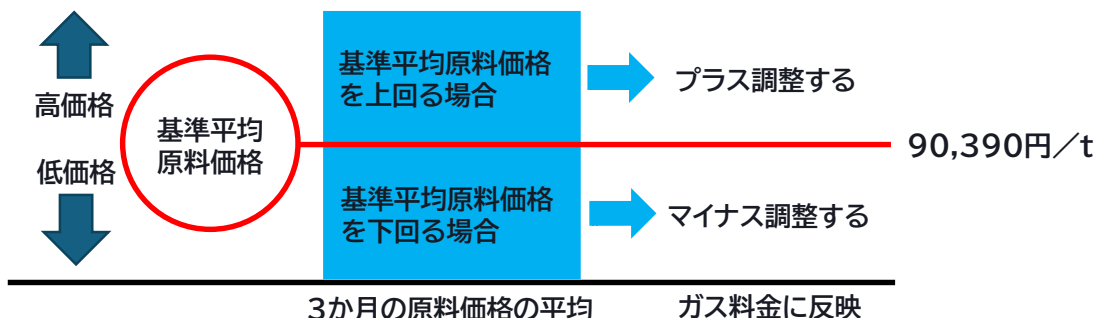 高価格
低価格
基準平均
原料価格
基準平均原料価格
を上回る場合
プラス調整する
90,390円／t
基準平均原料価格
を下回る場合
マイナス調整する
3か月の原料価格の平均
ガス料金に反映